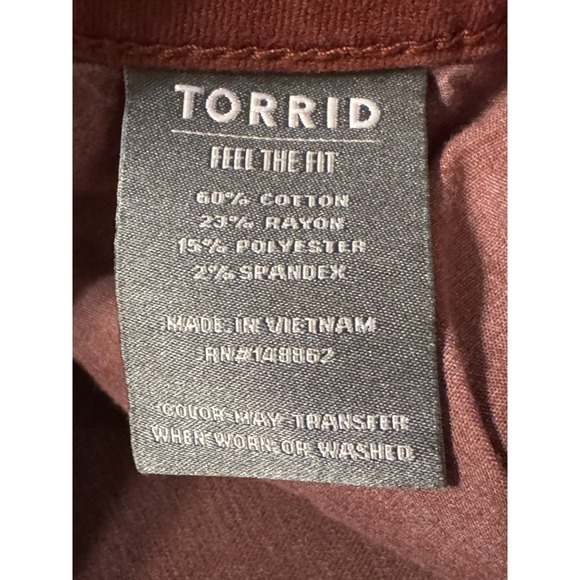 TORRID
FEEL THE FIT
60% COTTON
23% RAYON
15% POLYESTER
2% SPANDEX
MADE IN VIETNAM
RN#148862
COLOR MAY TRANSFER
WHEN WORN OR WASHED